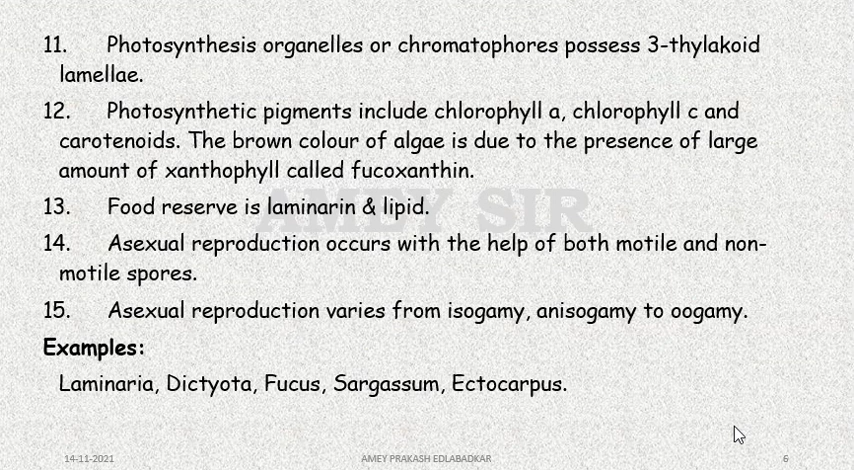 11. Photosynthesis organelles or chromatophores possess 3-thylakoid
lamellae.
12. Photosynthetic pigments include chlorophyll a, chlorophyll c and
carotenoids. The brown colour of algae is due to the presence of large
amount of xanthophyll called fucoxanthin.
AMEY SIR
13. Food reserve is laminarin & lipid.
14. Asexual reproduction occurs with the help of both motile and non-
motile spores.
15. Asexual reproduction varies from isogamy, anisogamy to oogamy.
Examples:
Laminaria, Dictyota, Fucus, Sargassum, Ectocarpus.
14-11-2021 AMEY PRAKASH EDLABADKAR 6